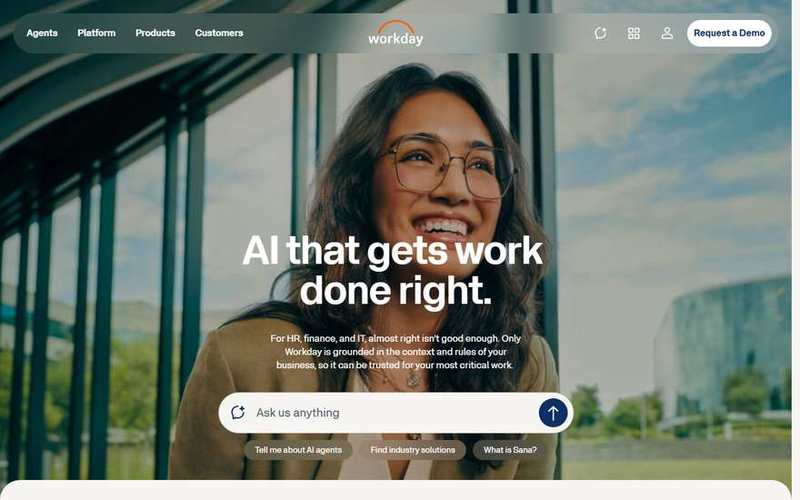 Agents Platform Products Customers workday Request a Demo
AI that gets work
done right.
For HR, finance, and IT, almost right isn't good enough. Only
Workday is grounded in the context and rules of your
business, so it can be trusted for your most critical work.
Ask us anything
Tell me about AI agents Find industry solutions What is Sana?